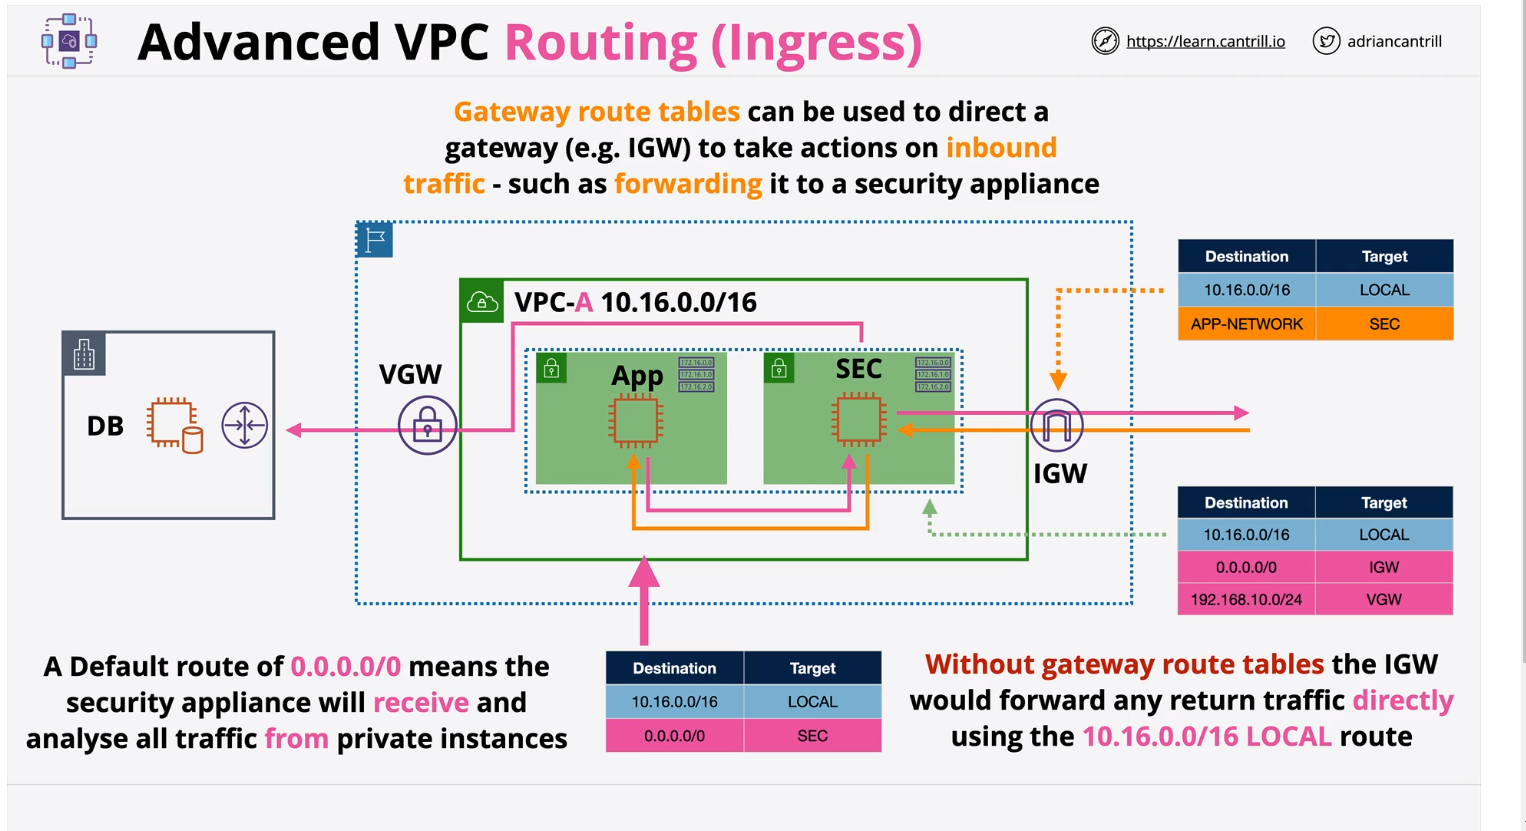 Advanced VPC Routing (Ingress)
https://learn.cantrill.io
adriancantrill
Gateway route tables can be used to direct a
gateway (e.g. IGW) to take actions on inbound
traffic - such as forwarding it to a security appliance
Destination Target
10.16.0.0/16 LOCAL
APP-NETWORK SEC
VPC-A 10.16.0.0/16
VGW
App
172.16.0.0
172.16.1.0
172.16.2.0
SEC
172.16.0.0
172.16.1.0
172.16.2.0
DB
IGW
Destination Target
10.16.0.0/16 LOCAL
0.0.0.0/0 IGW
192.168.10.0/24 VGW
A Default route of 0.0.0.0/0 means the
security appliance will receive and
analyse all traffic from private instances
Destination Target
10.16.0.0/16 LOCAL
0.0.0.0/0 SEC
Without gateway route tables the IGW
would forward any return traffic directly
using the 10.16.0.0/16 LOCAL route